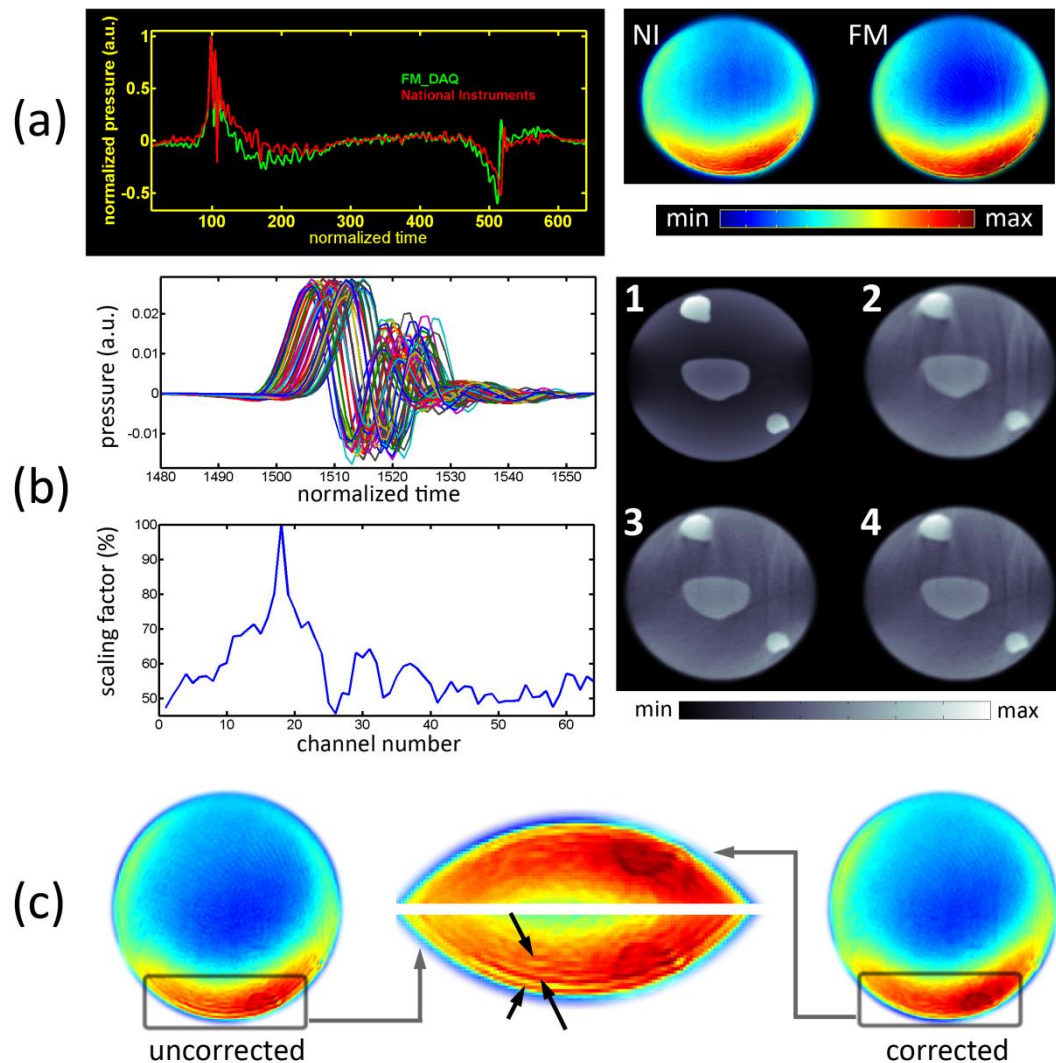 (a)
normalized pressure (a.u.)
1
0.5
0
-0.5
FM_DAQ
National Instruments
100 200 300 400 500 600
normalized time
NI FM
min max
(b)
pressure (a.u.)
0.02
0.01
0
-0.01
1480 1490 1500 1510 1520 1530 1540 1550
normalized time
scaling factor (%)
100
90
80
70
60
50
0 10 20 30 40 50 60
channel number
1 2
3 4
min max
(c)
uncorrected corrected